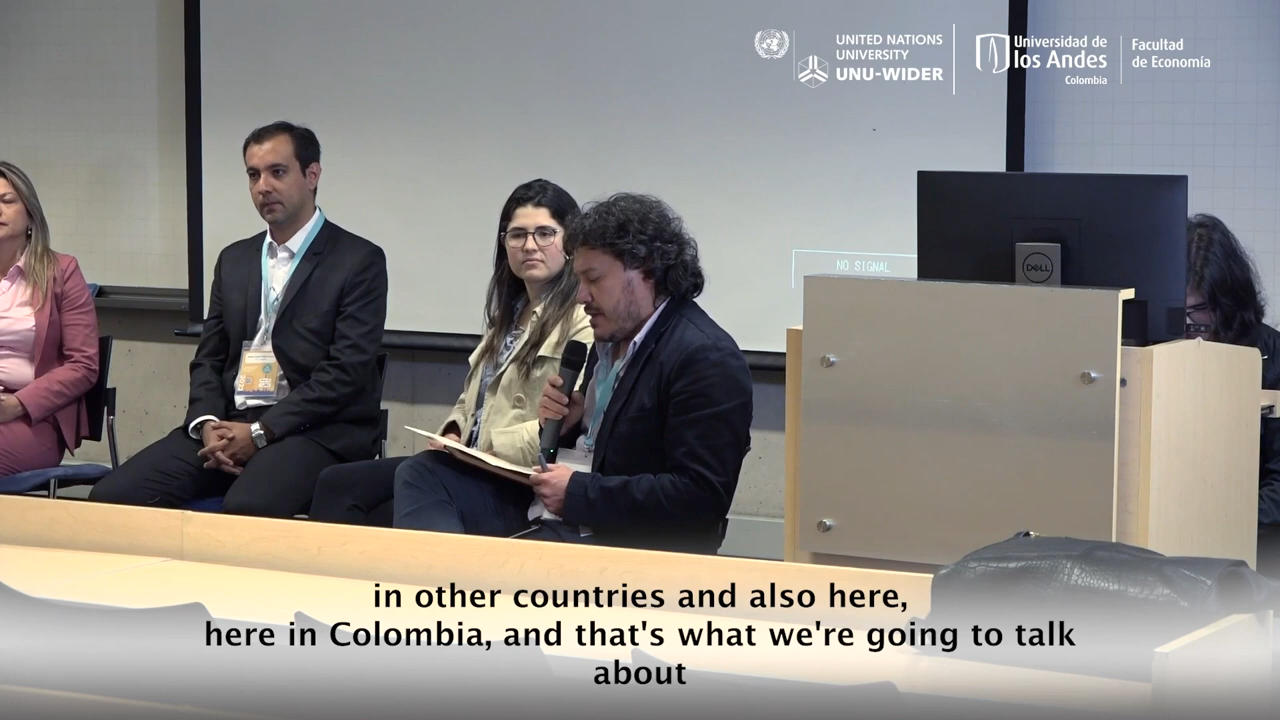 UNITED NATIONS
UNIVERSITY
UNU-WIDER
Universidad de
los Andes
Colombia
Facultad
de Economía
NO SIGNAL
DELL
in other countries and also here,
here in Colombia, and that's what we're going to talk
about